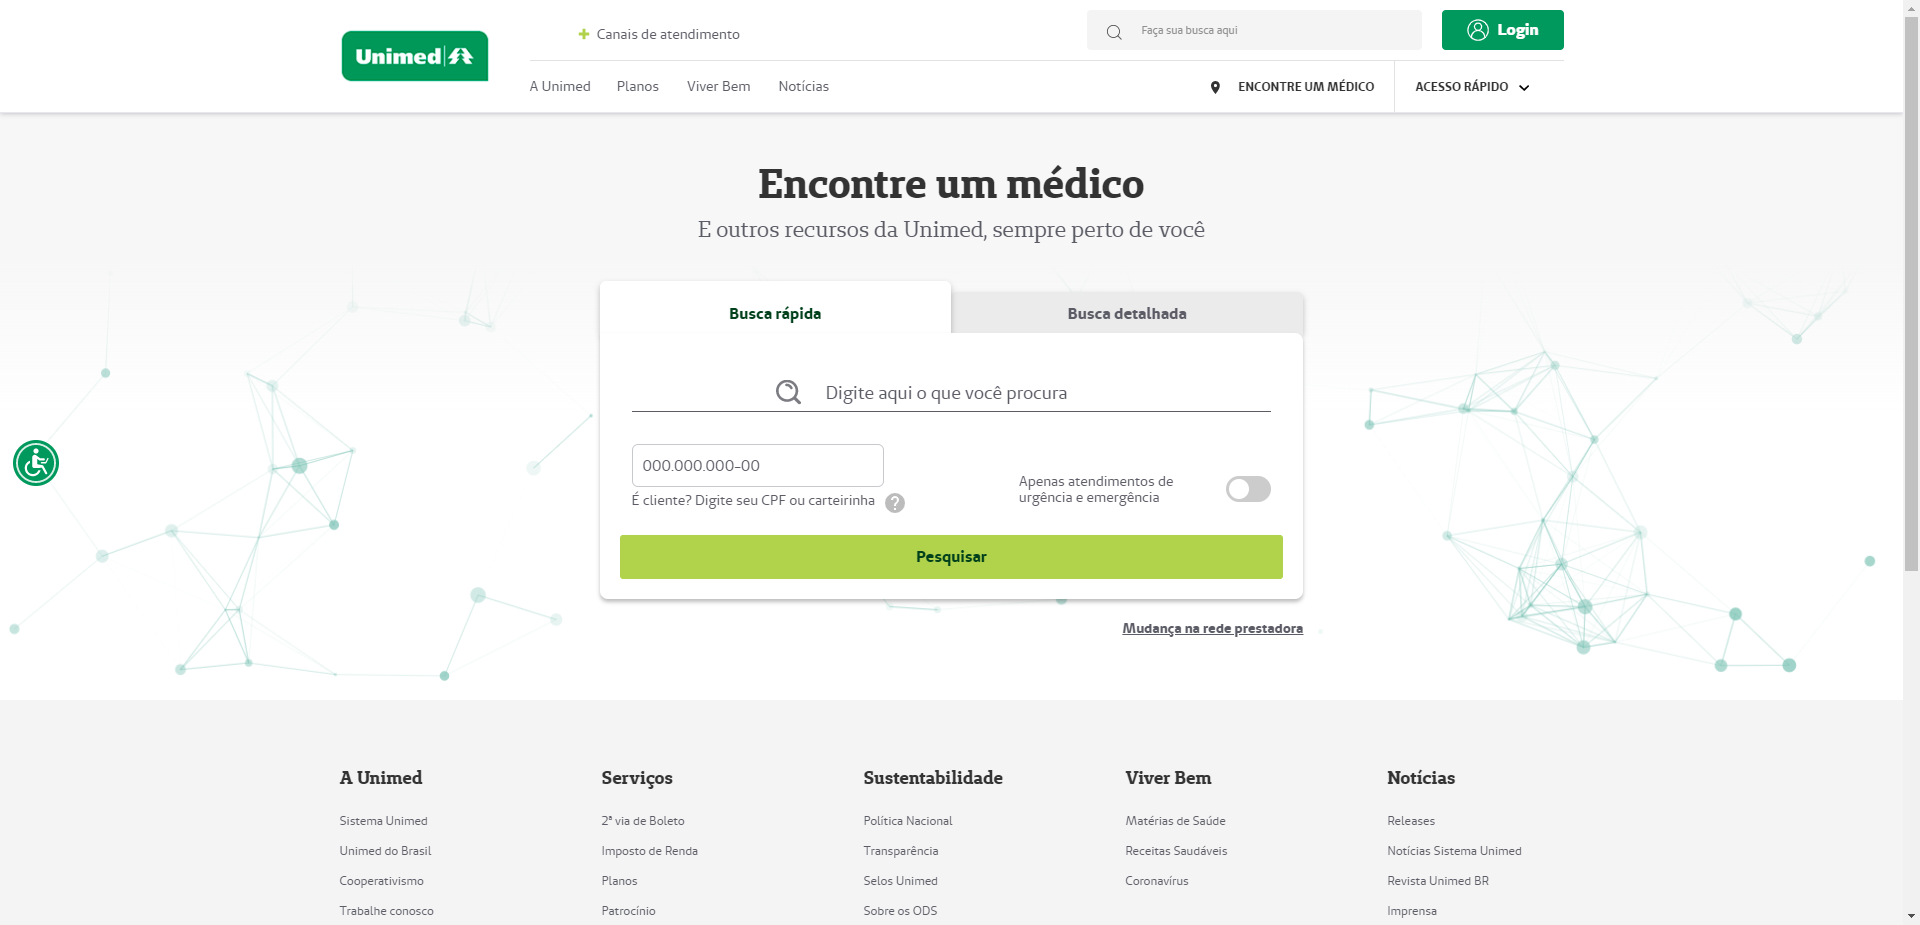 Unimed
Canais de atendimento
Faça sua busca aqui
Login
A Unimed
Planos
Viver Bem
Notícias
ENCONTRE UM MÉDICO
ACESSO RÁPIDO
Encontre um médico
E outros recursos da Unimed, sempre perto de você
Busca rápida
Busca detalhada
Digite aqui o que você procura
000.000.000-00
É cliente? Digite seu CPF ou carteirinha
?
Apenas atendimentos de
urgência e emergência
Pesquisar
Mudança na rede prestadora
A Unimed
Sistema Unimed
Unimed do Brasil
Cooperativismo
Trabalhe conosco
Serviços
2ª via de Boleto
Imposto de Renda
Planos
Patrocínio
Sustentabilidade
Política Nacional
Transparência
Selos Unimed
Sobre os ODS
Viver Bem
Matérias de Saúde
Receitas Saudáveis
Coronavírus
Notícias
Releases
Notícias Sistema Unimed
Revista Unimed BR
Imprensa